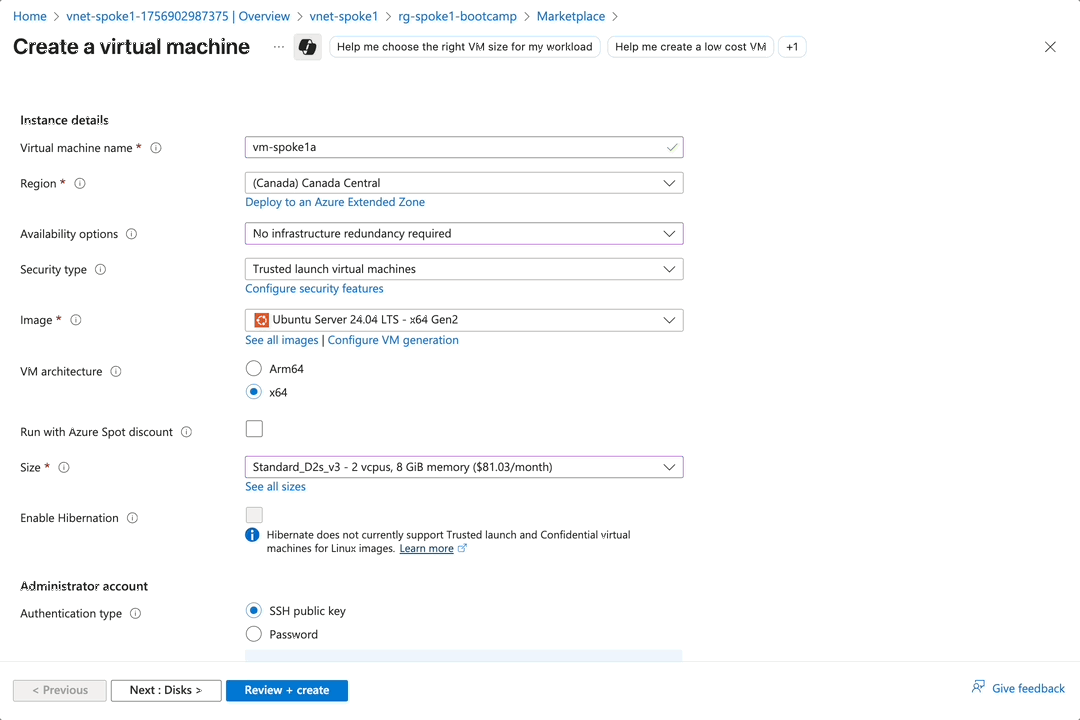 Home > vnet-spoke1-1756902987375 | Overview > vnet-spoke1 > rg-spoke1-bootcamp > Marketplace >
Create a virtual machine ... Help me choose the right VM size for my workload Help me create a low cost VM +1
Instance details
Virtual machine name * vm-spoke1a
Region * (Canada) Canada Central
Deploy to an Azure Extended Zone
Availability options No infrastructure redundancy required
Security type Trusted launch virtual machines
Configure security features
Image * Ubuntu Server 24.04 LTS - x64 Gen2
See all images | Configure VM generation
VM architecture Arm64
x64
Run with Azure Spot discount
Size * Standard_D2s_v3 - 2 vcpus, 8 GiB memory ($81.03/month)
See all sizes
Enable Hibernation
Hibernate does not currently support Trusted launch and Confidential virtual
machines for Linux images. Learn more
Administrator account
Authentication type SSH public key
Password
< Previous Next : Disks > Review + create Give feedback